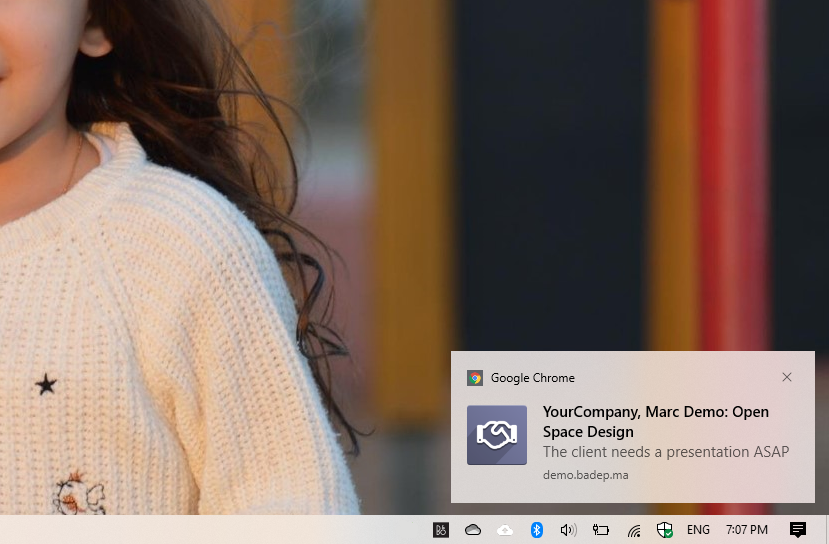 Google Chrome
YourCompany, Marc Demo: Open
Space Design
The client needs a presentation ASAP
demo.badep.ma
ENG 7:07 PM